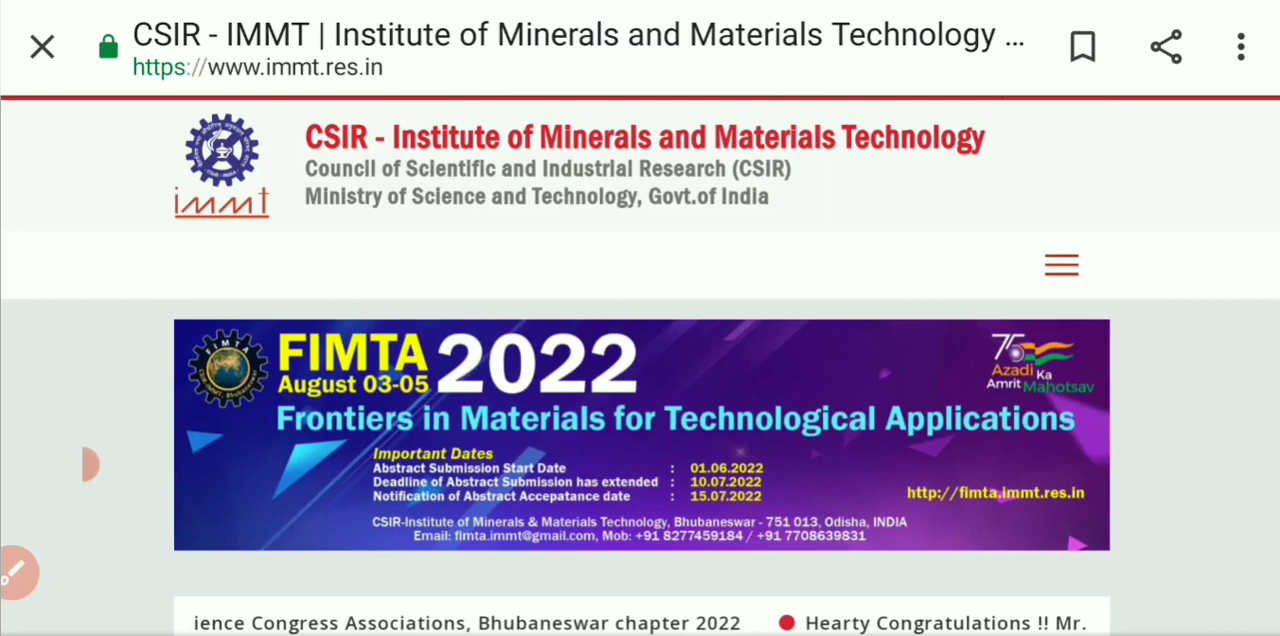 CSIR - IMMT | Institute of Minerals and Materials Technology ...
https://www.immt.res.in
CSIR - Institute of Minerals and Materials Technology
Council of Scientific and Industrial Research (CSIR)
Ministry of Science and Technology, Govt.of India
immt
FIMTA 2022
August 03-05
Frontiers in Materials for Technological Applications
75
Azadi Ka
Amrit Mahotsav
FIMTA
CSIR-IMMT, Bhubaneswar
Important Dates
Abstract Submission Start Date : 01.06.2022
Deadline of Abstract Submission has extended : 10.07.2022
Notification of Abstract Accepatance date : 15.07.2022
http://fimta.immt.res.in
CSIR-Institute of Minerals & Materials Technology, Bhubaneswar - 751 013, Odisha, INDIA
Email: fimta.immt@gmail.com, Mob: +91 8277459184 / +91 7708639831
ience Congress Associations, Bhubaneswar chapter 2022 Hearty Congratulations !! Mr.